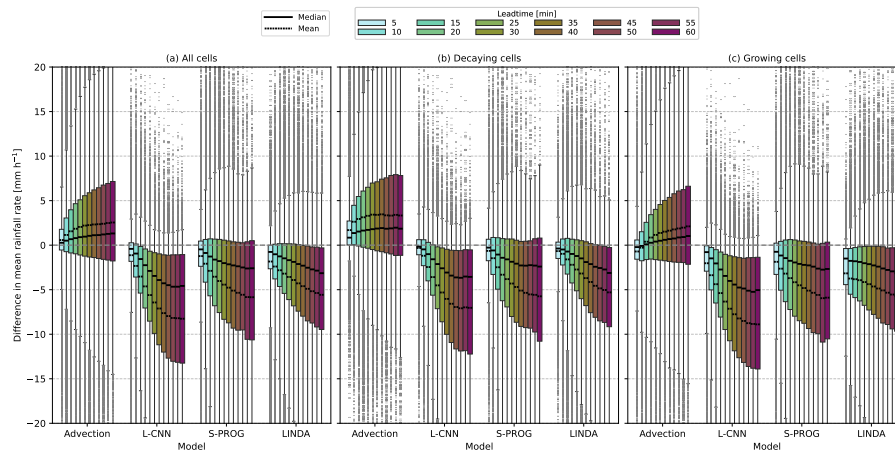 Median
Mean
Leadtime [min]
5 15 25 35 45 55
10 20 30 40 50 60
(a) All cells
(b) Decaying cells
(c) Growing cells
Difference in mean rainfall rate [mm h⁻¹]
20
15
10
5
0
−5
−10
−15
−20
Advection L-CNN S-PROG LINDA
Advection L-CNN S-PROG LINDA
Advection L-CNN S-PROG LINDA
Model
Model
Model